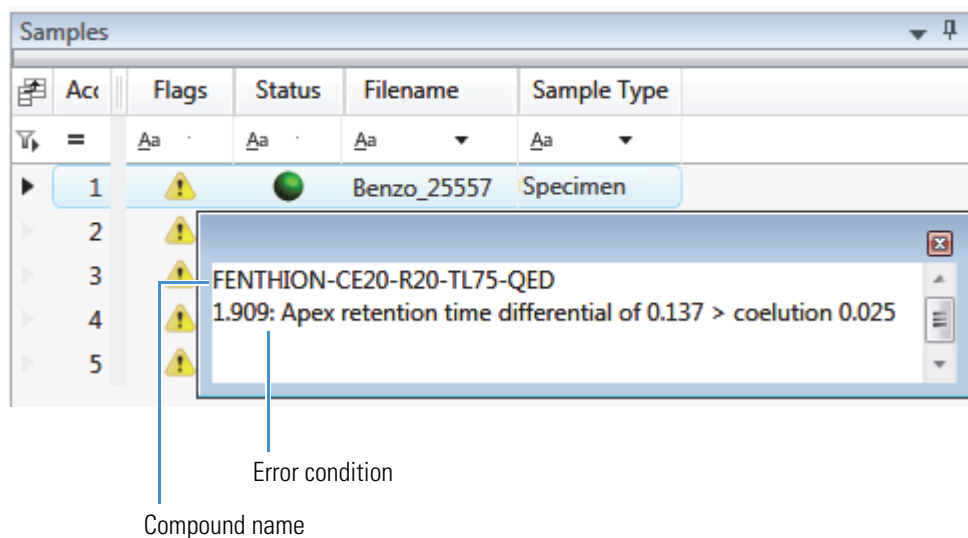 Samples
Acc Flags Status Filename Sample Type
= Aa Aa Aa Aa
1 Benzo_25557 Specimen
2
3 FENTHION-CE20-R20-TL75-QED
4 1.909: Apex retention time differential of 0.137 > coelution 0.025
5
Error condition
Compound name